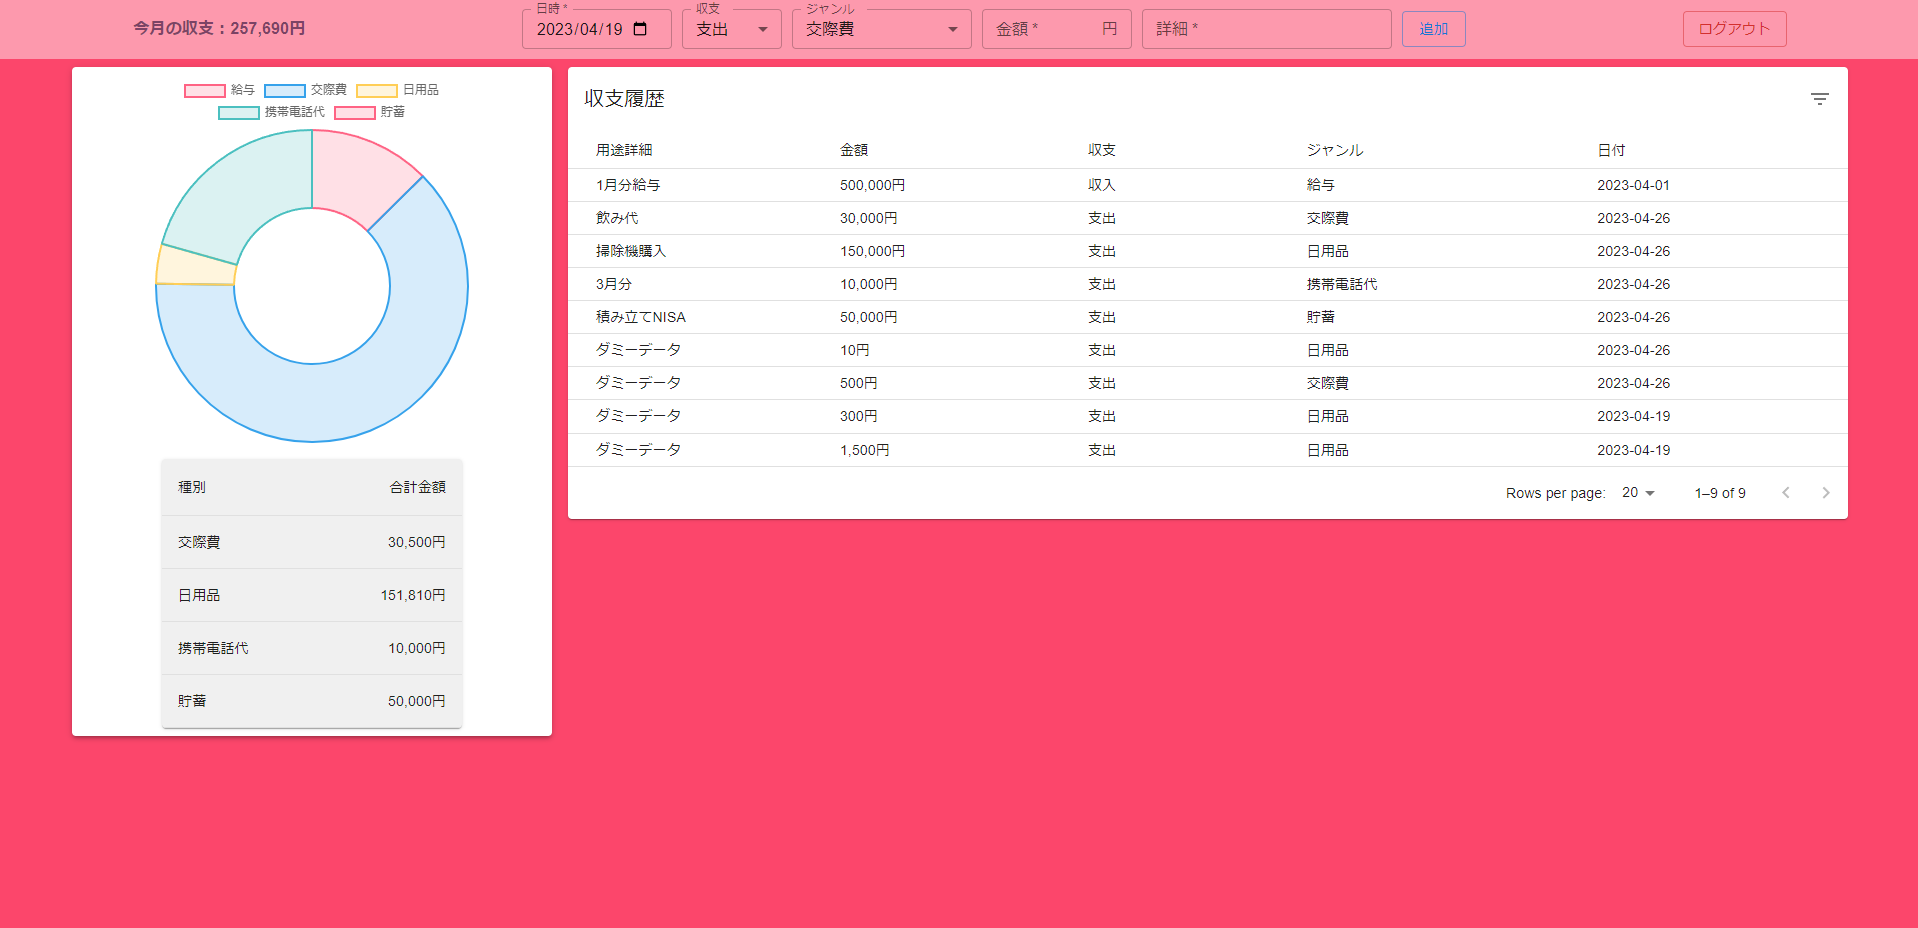 今月の収支：257,690円
日時 *
2023/04/19
収支
支出
ジャンル
交際費
金額 * 円
詳細 *
追加
ログアウト
給与 交際費 日用品
携帯電話代 貯蓄
種別 合計金額
交際費 30,500円
日用品 151,810円
携帯電話代 10,000円
貯蓄 50,000円
収支履歴
用途詳細 金額 収支 ジャンル 日付
1月分給与 500,000円 収入 給与 2023-04-01
飲み代 30,000円 支出 交際費 2023-04-26
掃除機購入 150,000円 支出 日用品 2023-04-26
3月分 10,000円 支出 携帯電話代 2023-04-26
積み立てNISA 50,000円 支出 貯蓄 2023-04-26
ダミーデータ 10円 支出 日用品 2023-04-26
ダミーデータ 500円 支出 交際費 2023-04-26
ダミーデータ 300円 支出 日用品 2023-04-19
ダミーデータ 1,500円 支出 日用品 2023-04-19
Rows per page: 20 1–9 of 9